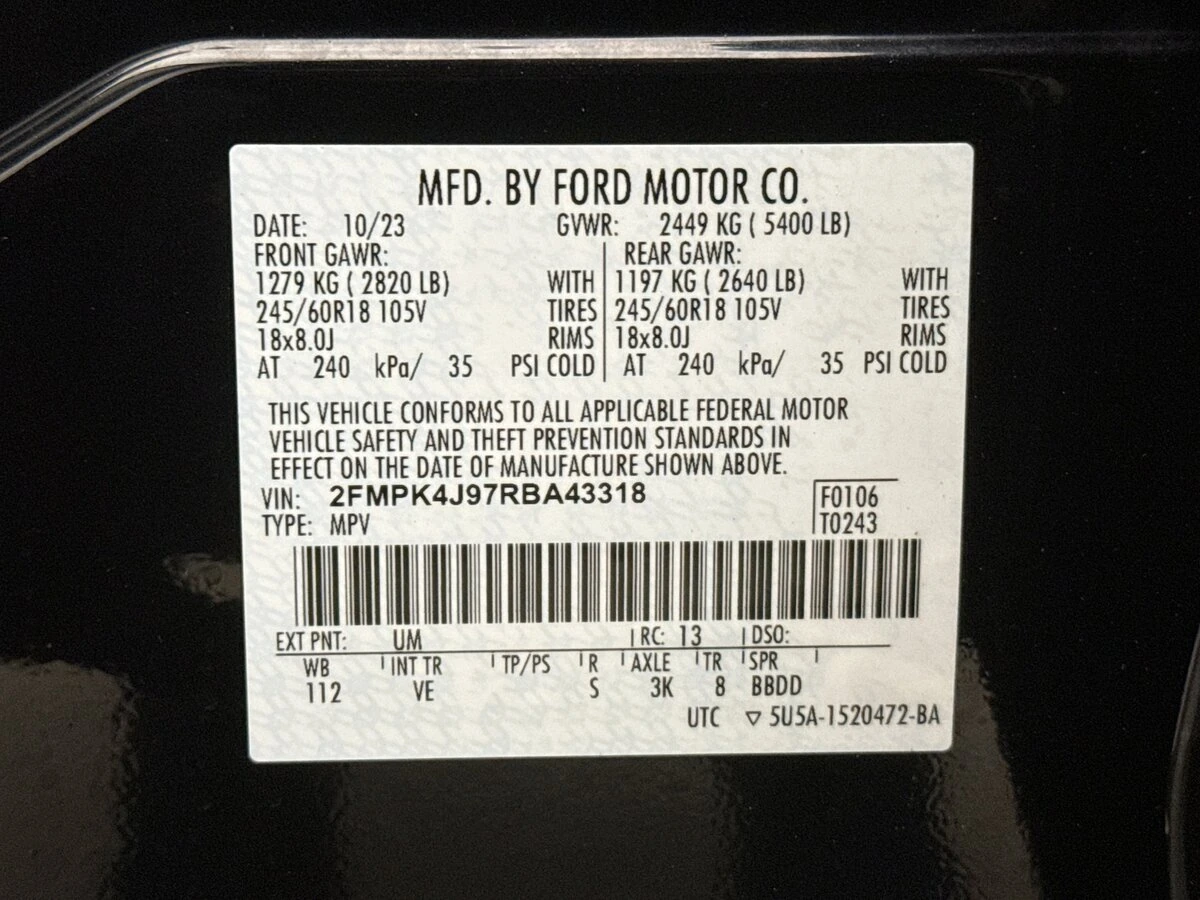 MFD. BY FORD MOTOR CO.
DATE: 10/23 GVWR: 2449 KG ( 5400 LB)
FRONT GAWR: REAR GAWR:
1279 KG ( 2820 LB) WITH 1197 KG ( 2640 LB) WITH
245/60R18 105V TIRES 245/60R18 105V TIRES
18x8.0J RIMS 18x8.0J RIMS
AT 240 kPa/ 35 PSI COLD AT 240 kPa/ 35 PSI COLD
THIS VEHICLE CONFORMS TO ALL APPLICABLE FEDERAL MOTOR
VEHICLE SAFETY AND THEFT PREVENTION STANDARDS IN
EFFECT ON THE DATE OF MANUFACTURE SHOWN ABOVE.
VIN: 2FMPK4J97RBA43318 F0106
TYPE: MPV T0243
EXT PNT: UM RC: 13 DSO:
WB INT TR TP/PS R AXLE TR SPR
112 VE S 3K 8 BBDD
UTC ▽ 5U5A-1520472-BA